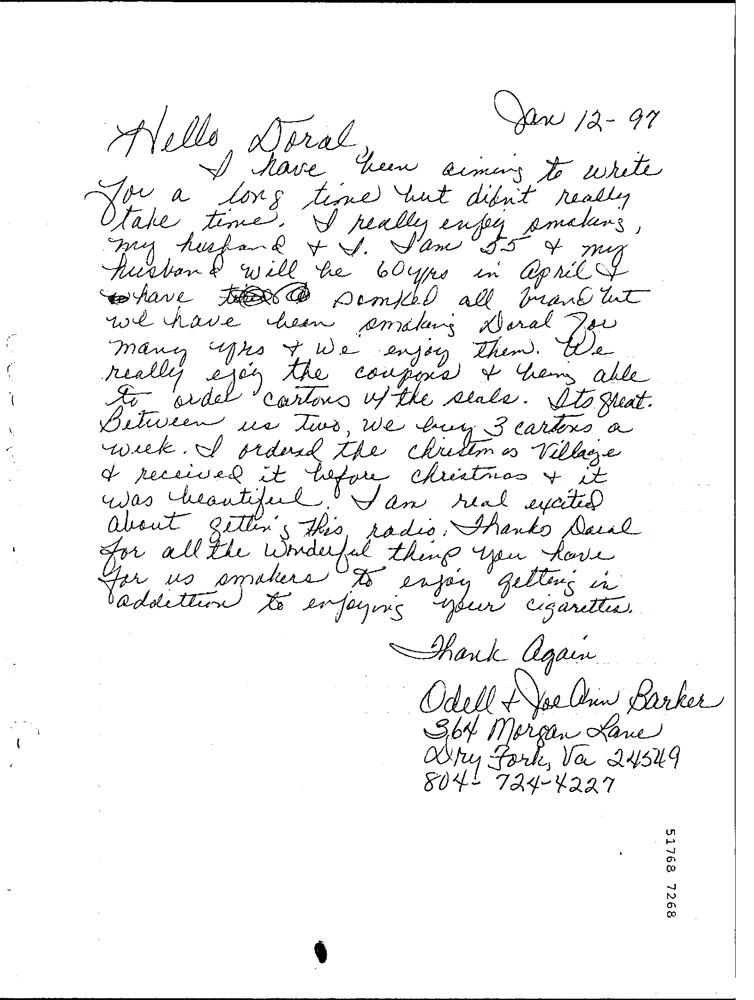 Jan 12-97
Hello Doral,
I have been aiming to write
You a long time but didn't really
take time. I really enjoy smoking,
my husband & I. I am 55 & my
husband will be 60 yrs in April &
have Somked all brand but
we have been smoking Doral For
many yrs & We enjoy them. We
really ejoy the coupons & being able
to order cartons w/ the seals. Its great.
Between us two, we buy 3 cartons a
week. I ordered the Christmas Village
& received it before Christmas & it
was beautiful. I am real excited
about getting this radio. Thanks Doral
for all the wonderful things you have
for us smokers to enjoy getting in
addittion to enjoying your cigarettes.
Thank Again
Odell & Joe Ann Barker
364 Morgan Lane
Dry Fork, Va 24549
804-724-4227
51768 7268